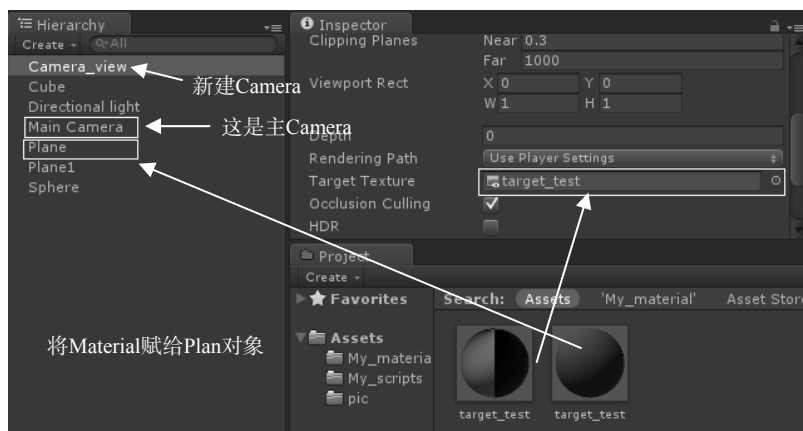 Hierarchy
Create
All
Camera_view
Cube
Directional light
Main Camera
Plane
Plane1
Sphere
新建Camera
这是主Camera
将Material赋给Plan对象
Inspector
Clipping Planes
Near 0.3
Far 1000
Viewport Rect
X 0 Y 0
W 1 H 1
Depth 0
Rendering Path Use Player Settings
Target Texture target_test
Occlusion Culling
HDR
Project
Create
Favorites
Assets
My_materia
My_scripts
pic
Search: Assets 'My_material' Asset Stor
target_test target_test